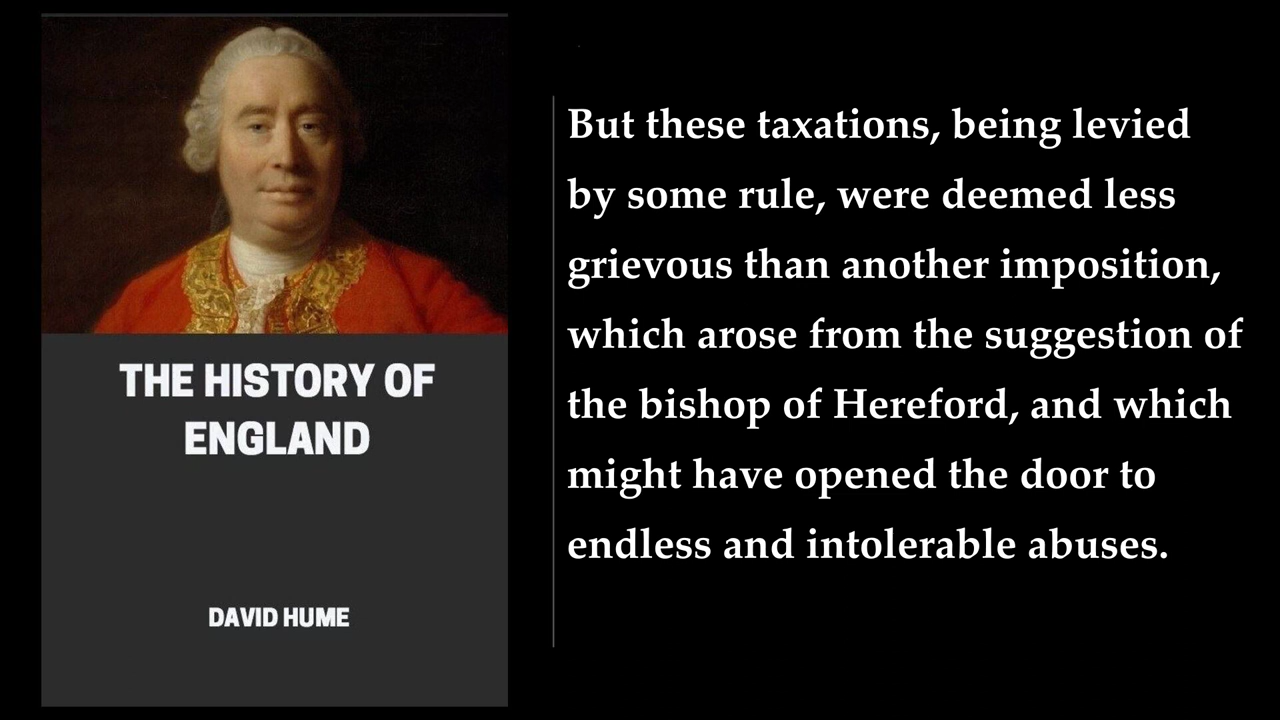 THE HISTORY OF
ENGLAND
DAVID HUME
But these taxations, being levied
by some rule, were deemed less
grievous than another imposition,
which arose from the suggestion of
the bishop of Hereford, and which
might have opened the door to
endless and intolerable abuses.